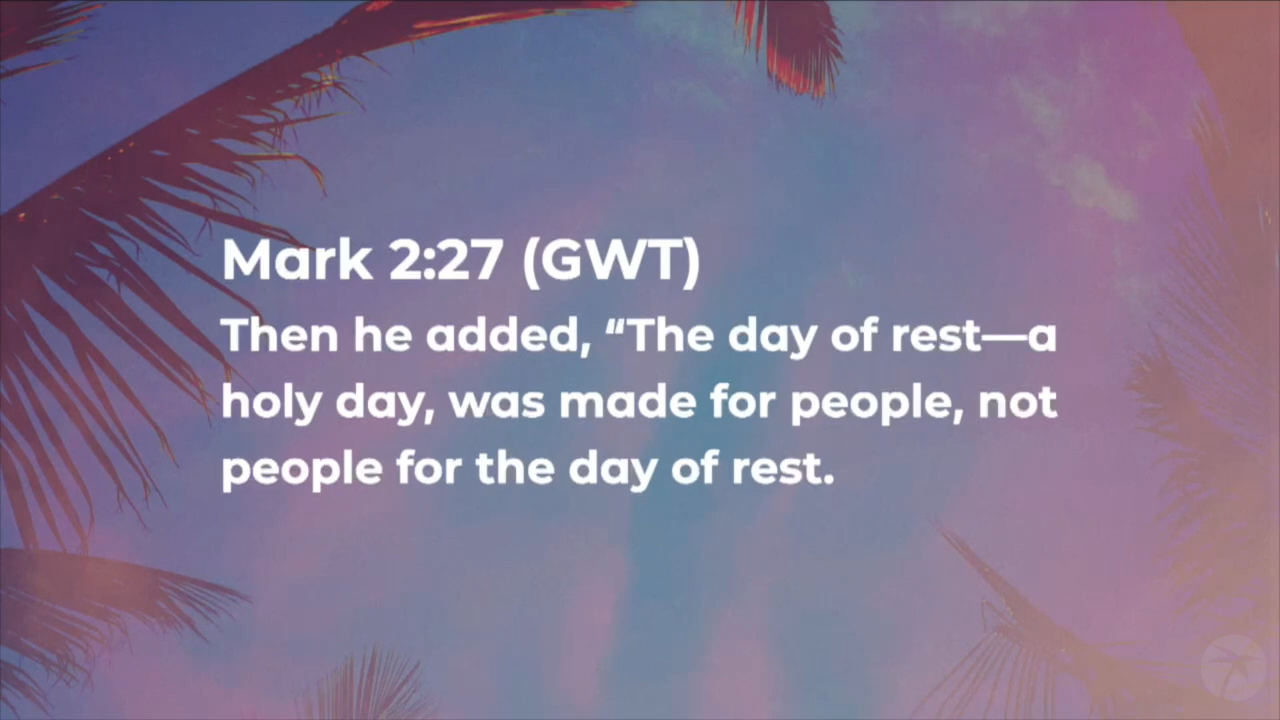 Mark 2:27 (GWT)
Then he added, “The day of rest—a
holy day, was made for people, not
people for the day of rest.